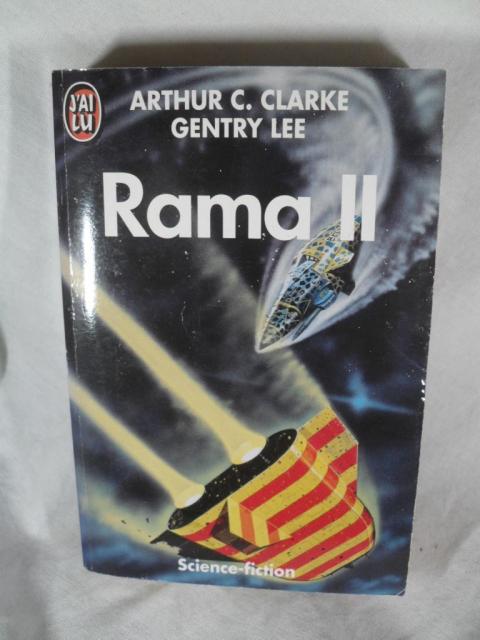 J'AI
LU
ARTHUR C. CLARKE
GENTRY LEE
Rama II
Science-fiction